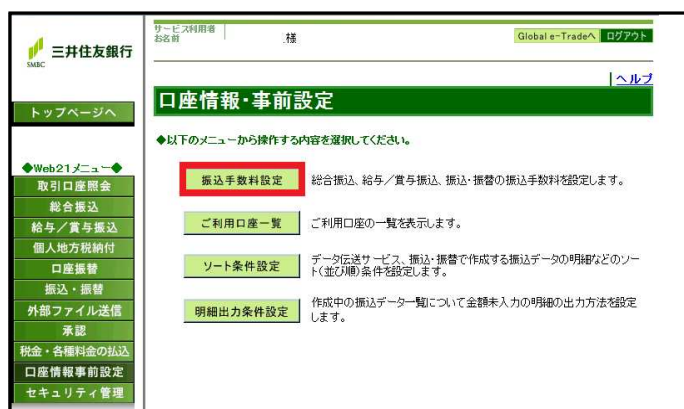 サービス利用者
お名前
様
Global e-Tradeへ
ログアウト
SMBC
三井住友銀行
ヘルプ
トップページへ
口座情報・事前設定
◆以下のメニューから操作する内容を選択してください。
◆Web21メニュー◆
取引口座照会
総合振込
給与／賞与振込
個人地方税納付
口座振替
振込・振替
外部ファイル送信
承認
税金・各種料金の払込
口座情報事前設定
セキュリティ管理
振込手数料設定
総合振込、給与／賞与振込、振込・振替の振込手数料を設定します。
ご利用口座一覧
ご利用口座の一覧を表示します。
ソート条件設定
データ伝送サービス、振込・振替で作成する振込データの明細などのソー
ト(並び順)条件を設定します。
明細出力条件設定
作成中の振込データ一覧について金額未入力の明細の出力方法を設定
します。